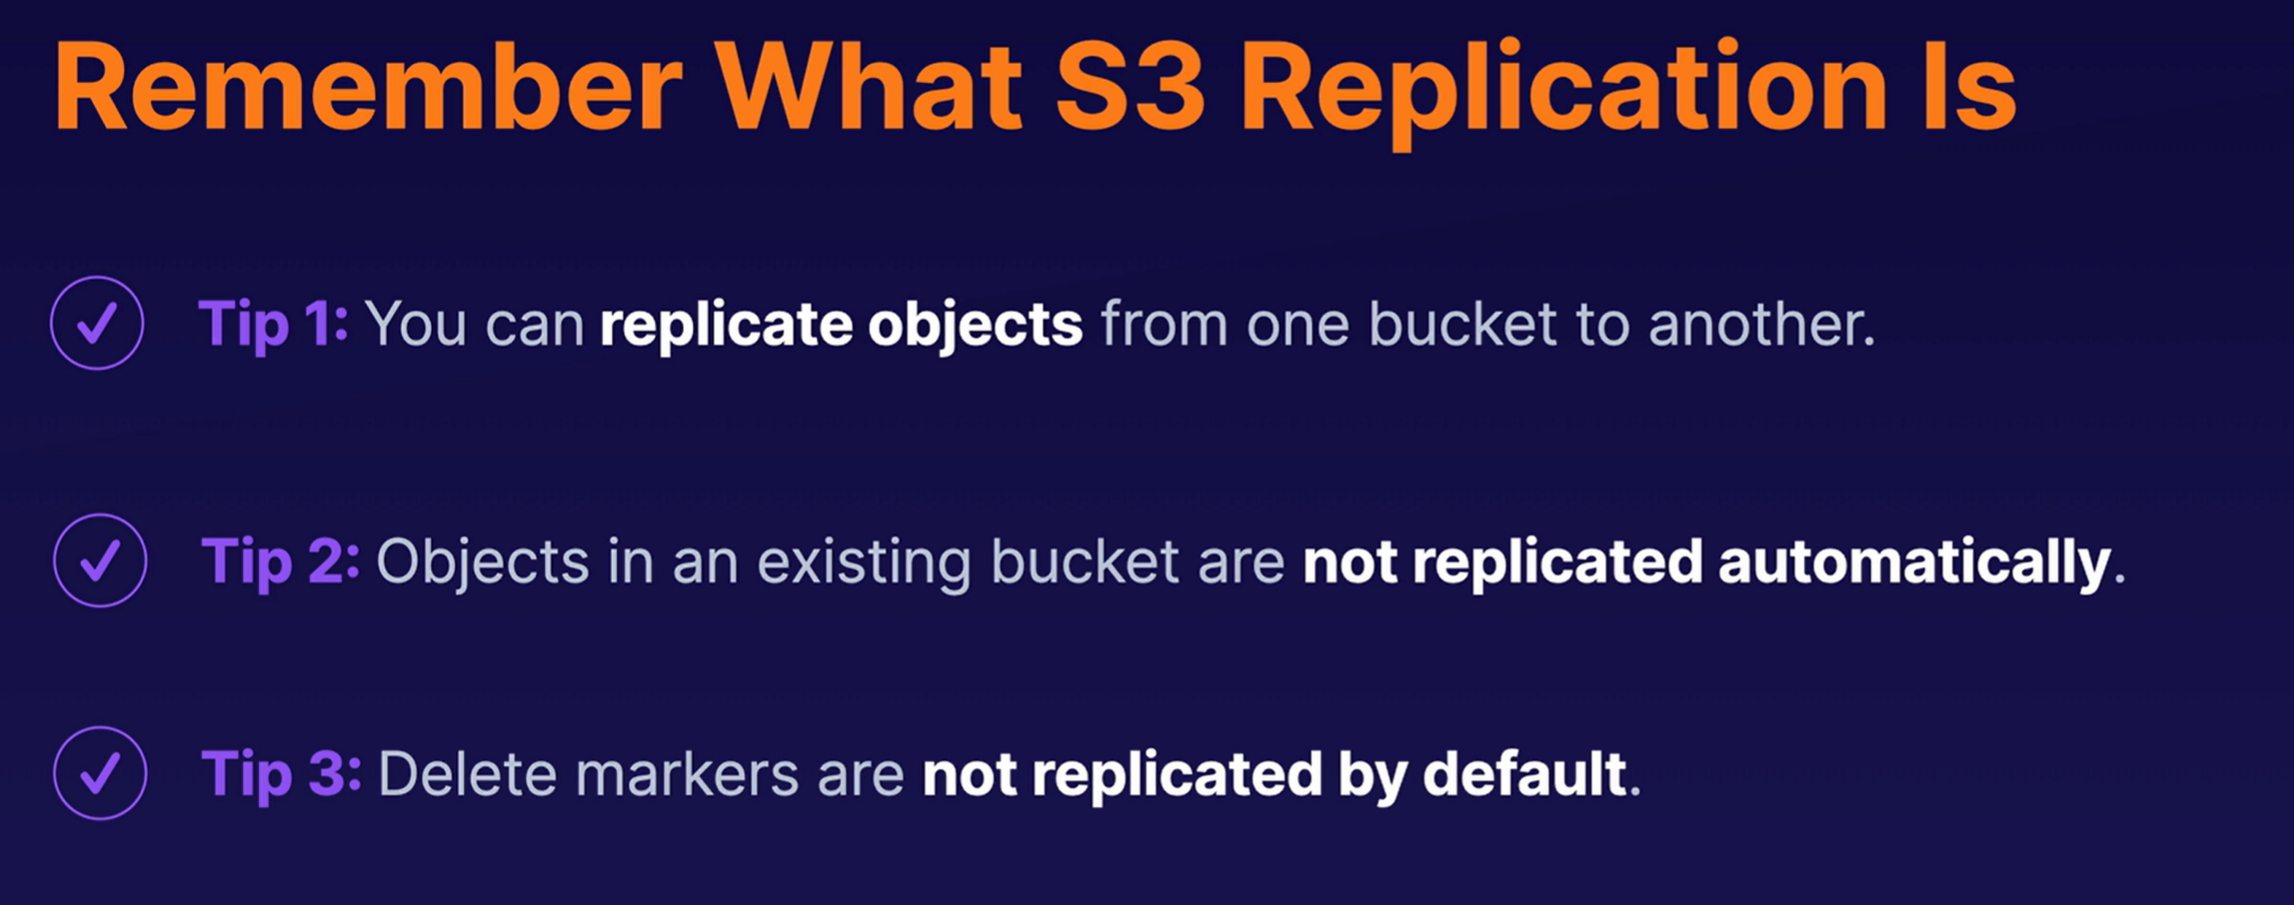 Remember What S3 Replication Is
Tip 1: You can replicate objects from one bucket to another.
Tip 2: Objects in an existing bucket are not replicated automatically.
Tip 3: Delete markers are not replicated by default.